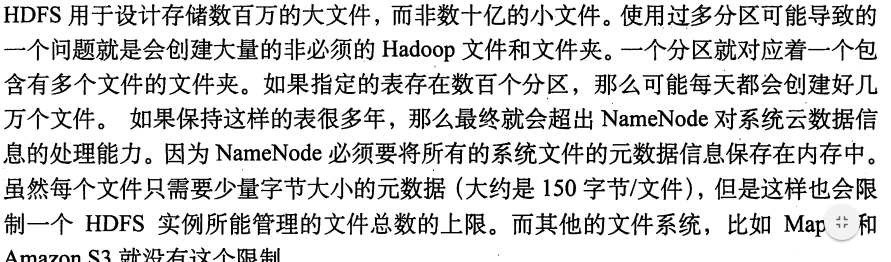 HDFS 用于设计存储数百万的大文件，而非数十亿的小文件。使用过多分区可能导致的
一个问题就是会创建大量的非必须的 Hadoop 文件和文件夹。一个分区就对应着一个包
含有多个文件的文件夹。如果指定的表存在数百个分区，那么可能每天都会创建好几
万个文件。 如果保持这样的表很多年，那么最终就会超出 NameNode 对系统云数据信
息的处理能力。因为 NameNode 必须要将所有的系统文件的元数据信息保存在内存中。
虽然每个文件只需要少量字节大小的元数据（大约是 150 字节/文件），但是这样也会限
制一个 HDFS 实例所能管理的文件总数的上限。而其他的文件系统，比如 和
Amazon S3 就没有这个限制